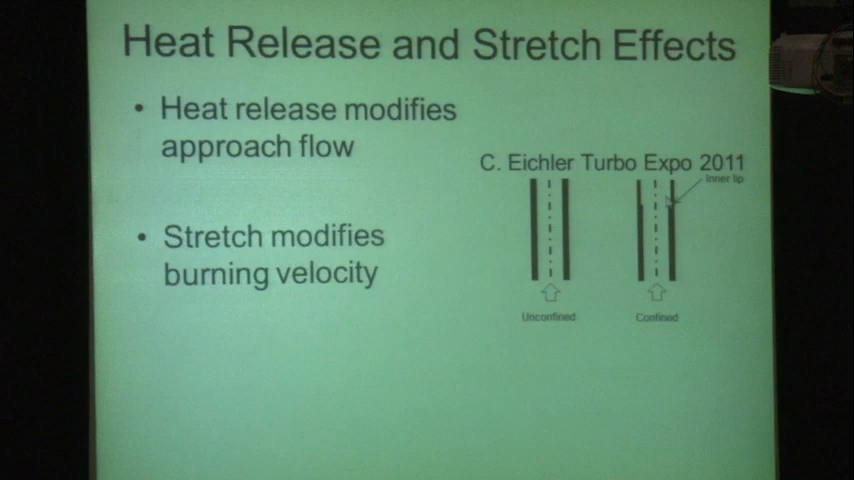 Heat Release and Stretch Effects
• Heat release modifies
approach flow
• Stretch modifies
burning velocity
C. Eichler Turbo Expo 2011
Inner lip
Unconfined
Confined